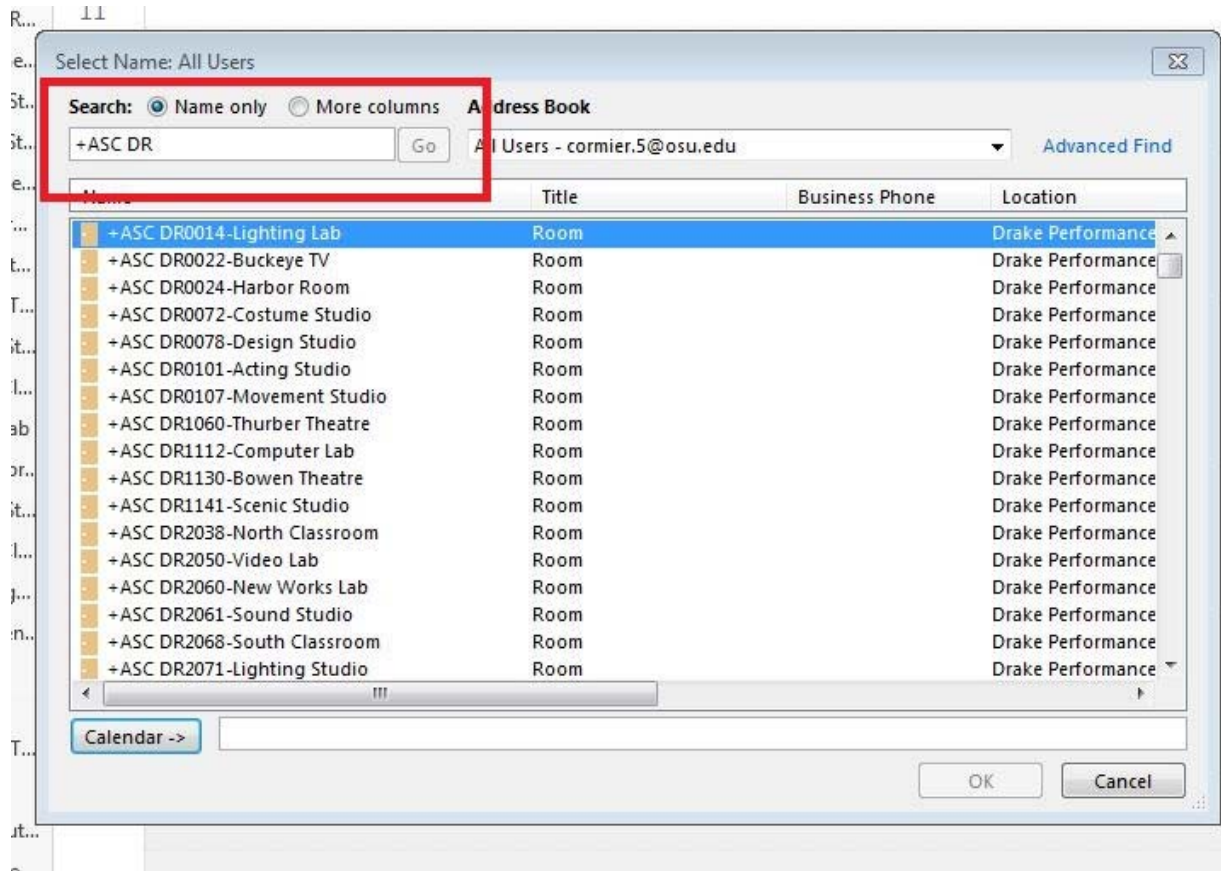 11
Select Name: All Users
Search: Name only More columns Address Book
+ASC DR Go All Users - cormier.5@osu.edu Advanced Find
Name Title Business Phone Location
+ASC DR0014-Lighting Lab Room Drake Performance
+ASC DR0022-Buckeye TV Room Drake Performance
+ASC DR0024-Harbor Room Room Drake Performance
+ASC DR0072-Costume Studio Room Drake Performance
+ASC DR0078-Design Studio Room Drake Performance
+ASC DR0101-Acting Studio Room Drake Performance
+ASC DR0107-Movement Studio Room Drake Performance
+ASC DR1060-Thurber Theatre Room Drake Performance
+ASC DR1112-Computer Lab Room Drake Performance
+ASC DR1130-Bowen Theatre Room Drake Performance
+ASC DR1141-Scenic Studio Room Drake Performance
+ASC DR2038-North Classroom Room Drake Performance
+ASC DR2050-Video Lab Room Drake Performance
+ASC DR2060-New Works Lab Room Drake Performance
+ASC DR2061-Sound Studio Room Drake Performance
+ASC DR2068-South Classroom Room Drake Performance
+ASC DR2071-Lighting Studio Room Drake Performance
Calendar ->
OK Cancel